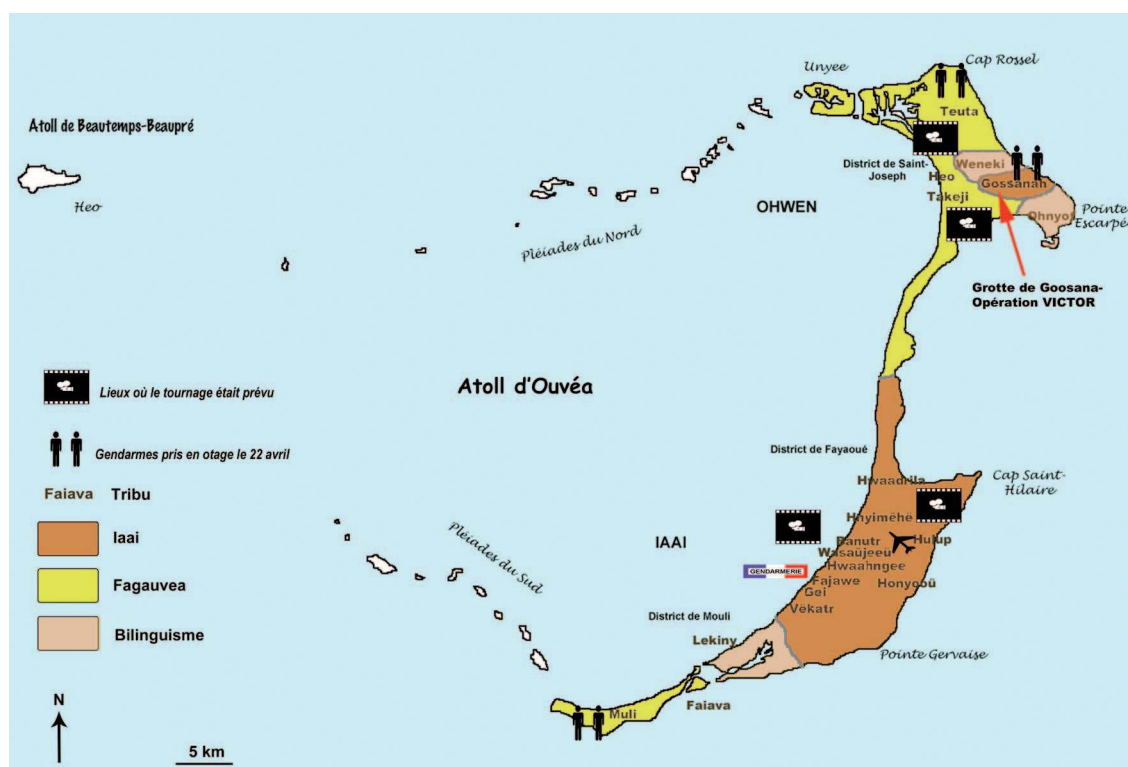 Cap Rossel
Unyee
Atoll de Beautemps-Beaupré
Teuta
District de Saint-
Joseph
Weneki
Heo
Gossanah
Heo
Takeji
OHWEN
Ohnyot
Pointe
Escarpé
Pléiades du Nord
Grotte de Goosana-
Opération VICTOR
Atoll d'Ouvéa
Lieux où le tournage était prévu
Gendarmes pris en otage le 22 avril
District de Fayaoué
Cap Saint-
Hilaire
Hwaadrila
Faiava Tribu
Hnyimëhë
Iaai
IAAI
Banutr
Hulup
Wasaüjeeü
Pléiades du Sud
Hwaahngee
GENDARMERIE
Fajawe
Honyoöü
Fagauvea
Gei
Vëkatr
District de Mouli
Bilinguisme
Lekiny
Pointe Gervaise
N
Faiava
Muli
5 km